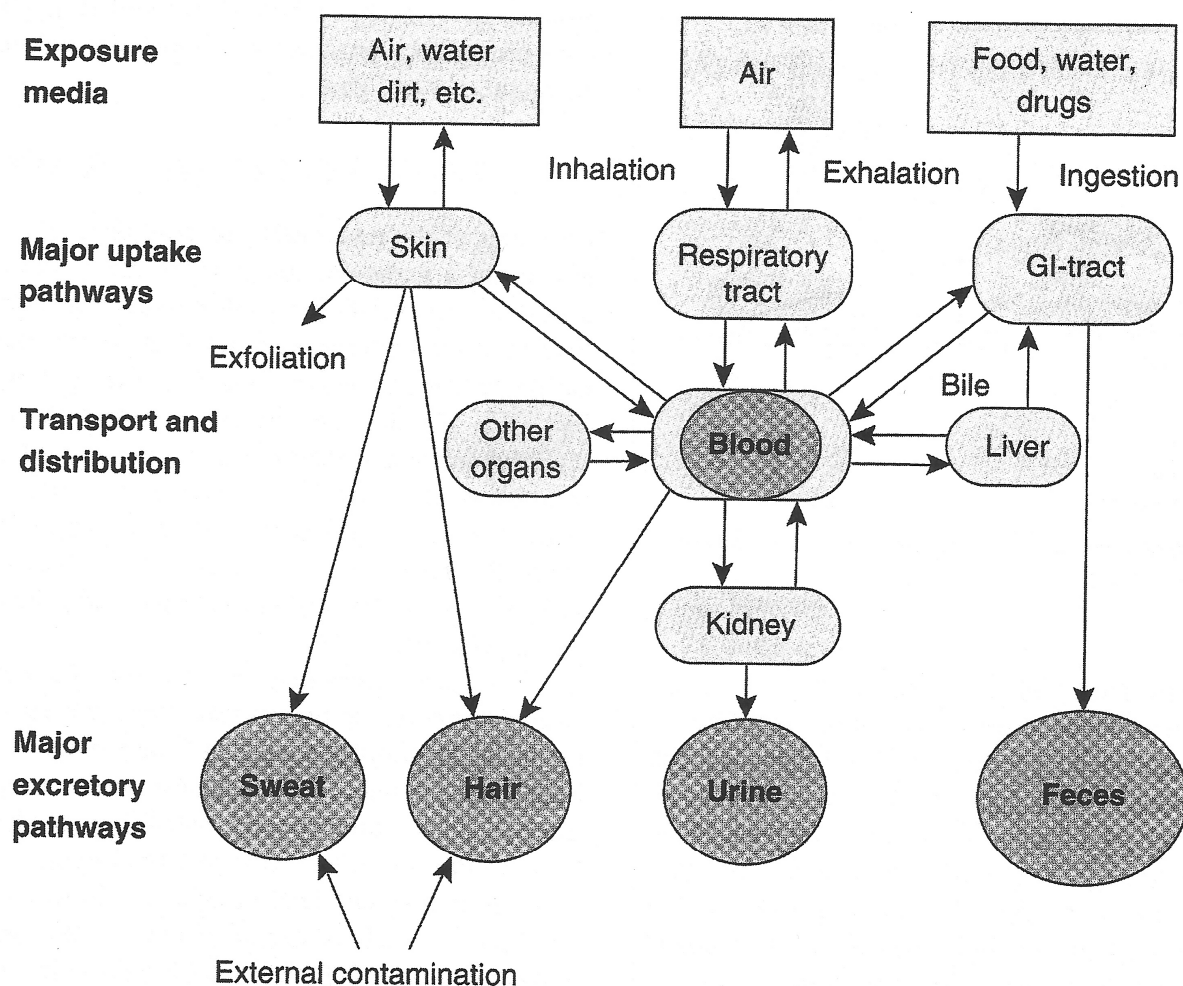 Exposure
media
Air, water
dirt, etc.
Air
Food, water,
drugs
Inhalation
Exhalation
Ingestion
Major uptake
pathways
Skin
Respiratory
tract
GI-tract
Exfoliation
Bile
Transport and
distribution
Other
organs
Blood
Liver
Kidney
Major
excretory
pathways
Sweat
Hair
Urine
Feces
External contamination